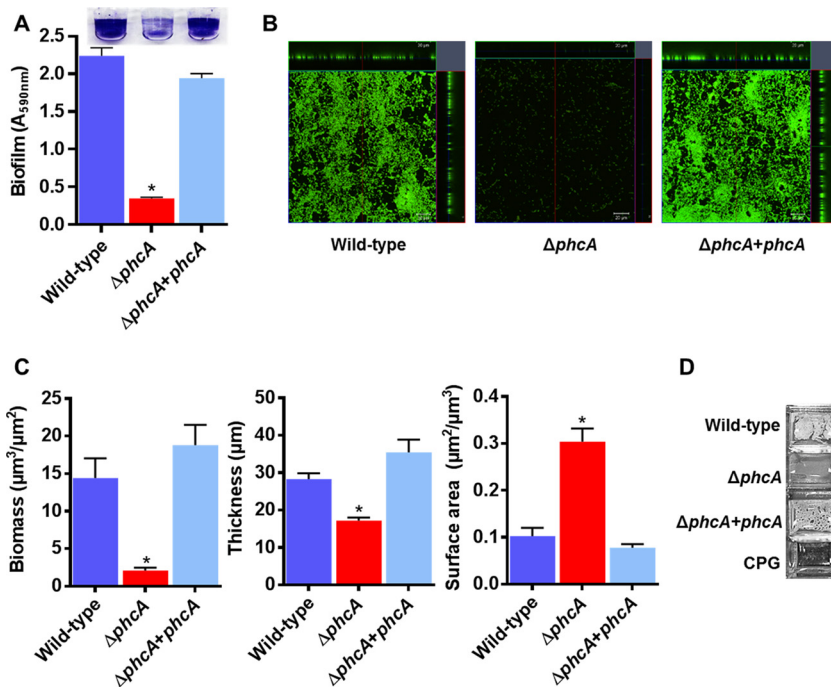 A
2.5
2.0
1.5
1.0
0.5
0.0
Biofilm (A590nm)
*
Wild-type
ΔphcA
ΔphcA+phcA
B
20 µm
Wild-type
ΔphcA
ΔphcA+phcA
C
25
20
15
10
5
0
Biomass (µm³/µm²)
*
Wild-type
ΔphcA
ΔphcA+phcA
50
40
30
20
10
0
Thickness (µm)
*
Wild-type
ΔphcA
ΔphcA+phcA
0.4
0.3
0.2
0.1
0.0
Surface area (µm²/µm³)
*
Wild-type
ΔphcA
ΔphcA+phcA
D
Wild-type
ΔphcA
ΔphcA+phcA
CPG